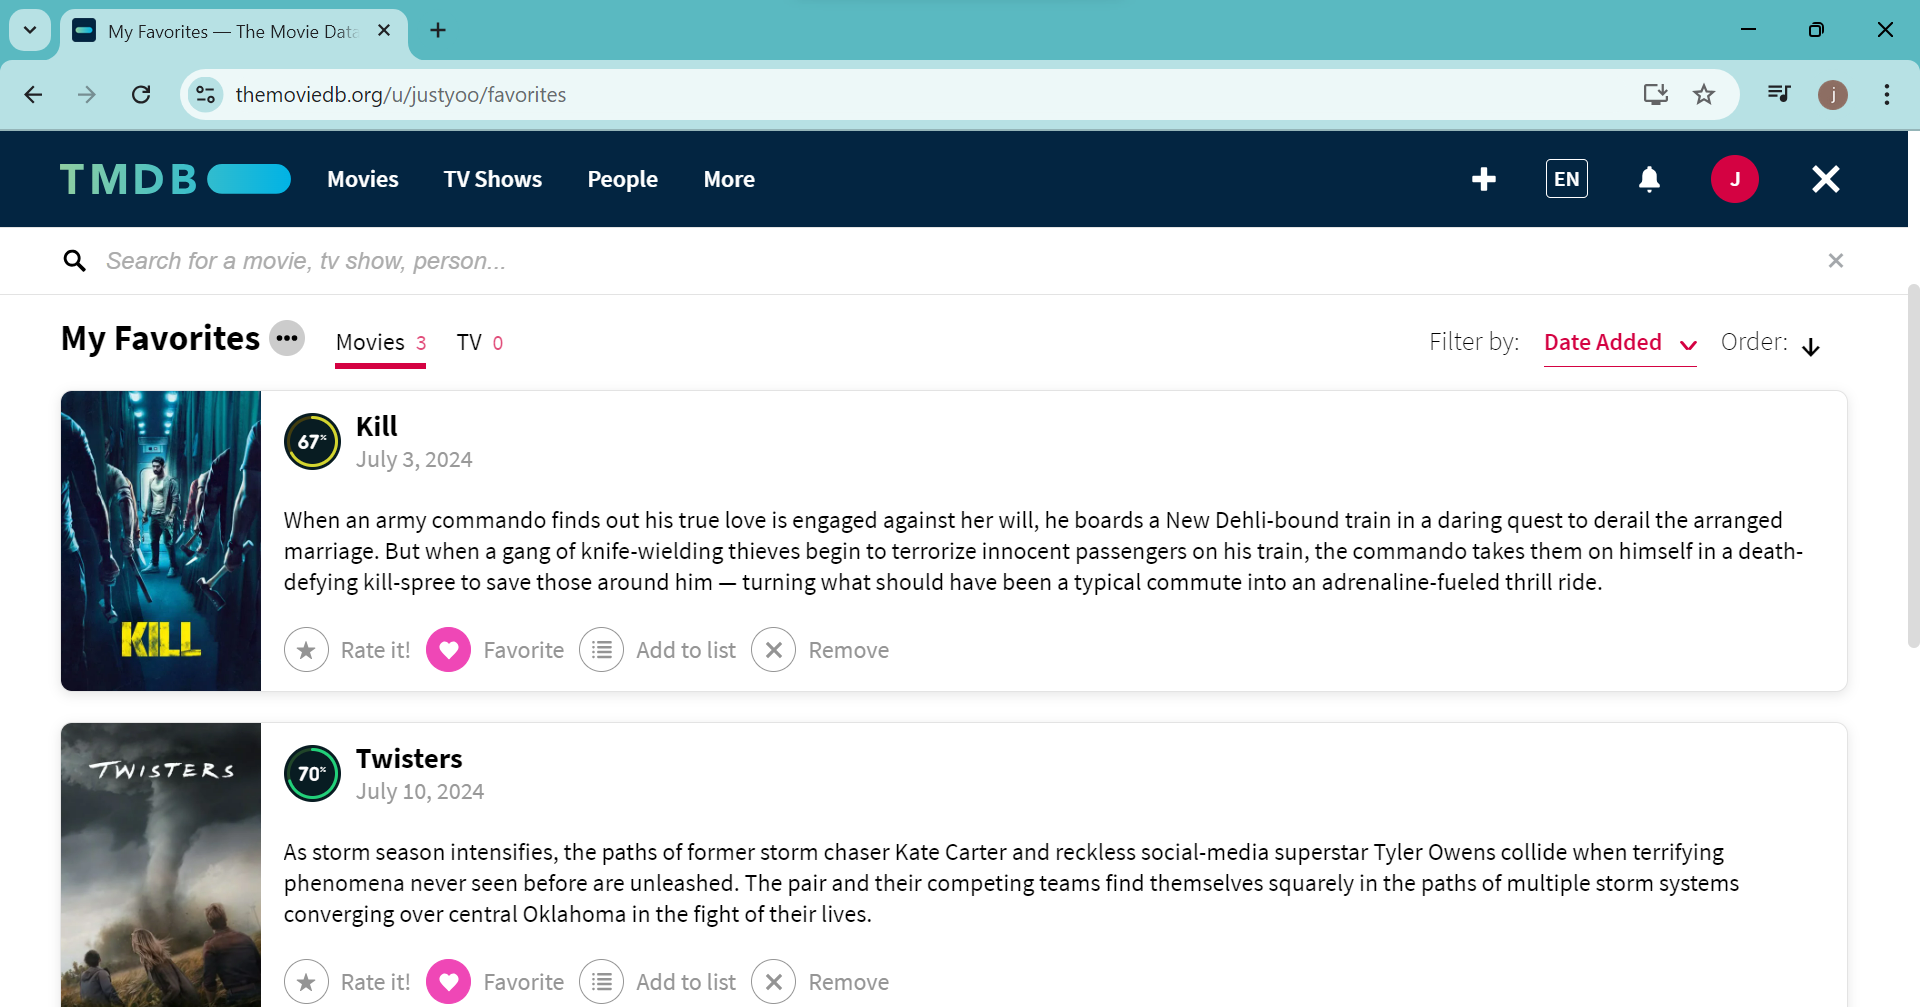 My Favorites — The Movie Data
themoviedb.org/u/justyoo/favorites
j
TMDB
Movies
TV Shows
People
More
EN
J
Search for a movie, tv show, person...
My Favorites
Movies 3
TV 0
Filter by:
Date Added
Order:
KILL
67%
Kill
July 3, 2024
When an army commando finds out his true love is engaged against her will, he boards a New Dehli-bound train in a daring quest to derail the arranged
marriage. But when a gang of knife-wielding thieves begin to terrorize innocent passengers on his train, the commando takes them on himself in a death-
defying kill-spree to save those around him — turning what should have been a typical commute into an adrenaline-fueled thrill ride.
Rate it!
Favorite
Add to list
Remove
TWISTERS
70%
Twisters
July 10, 2024
As storm season intensifies, the paths of former storm chaser Kate Carter and reckless social-media superstar Tyler Owens collide when terrifying
phenomena never seen before are unleashed. The pair and their competing teams find themselves squarely in the paths of multiple storm systems
converging over central Oklahoma in the fight of their lives.
Rate it!
Favorite
Add to list
Remove